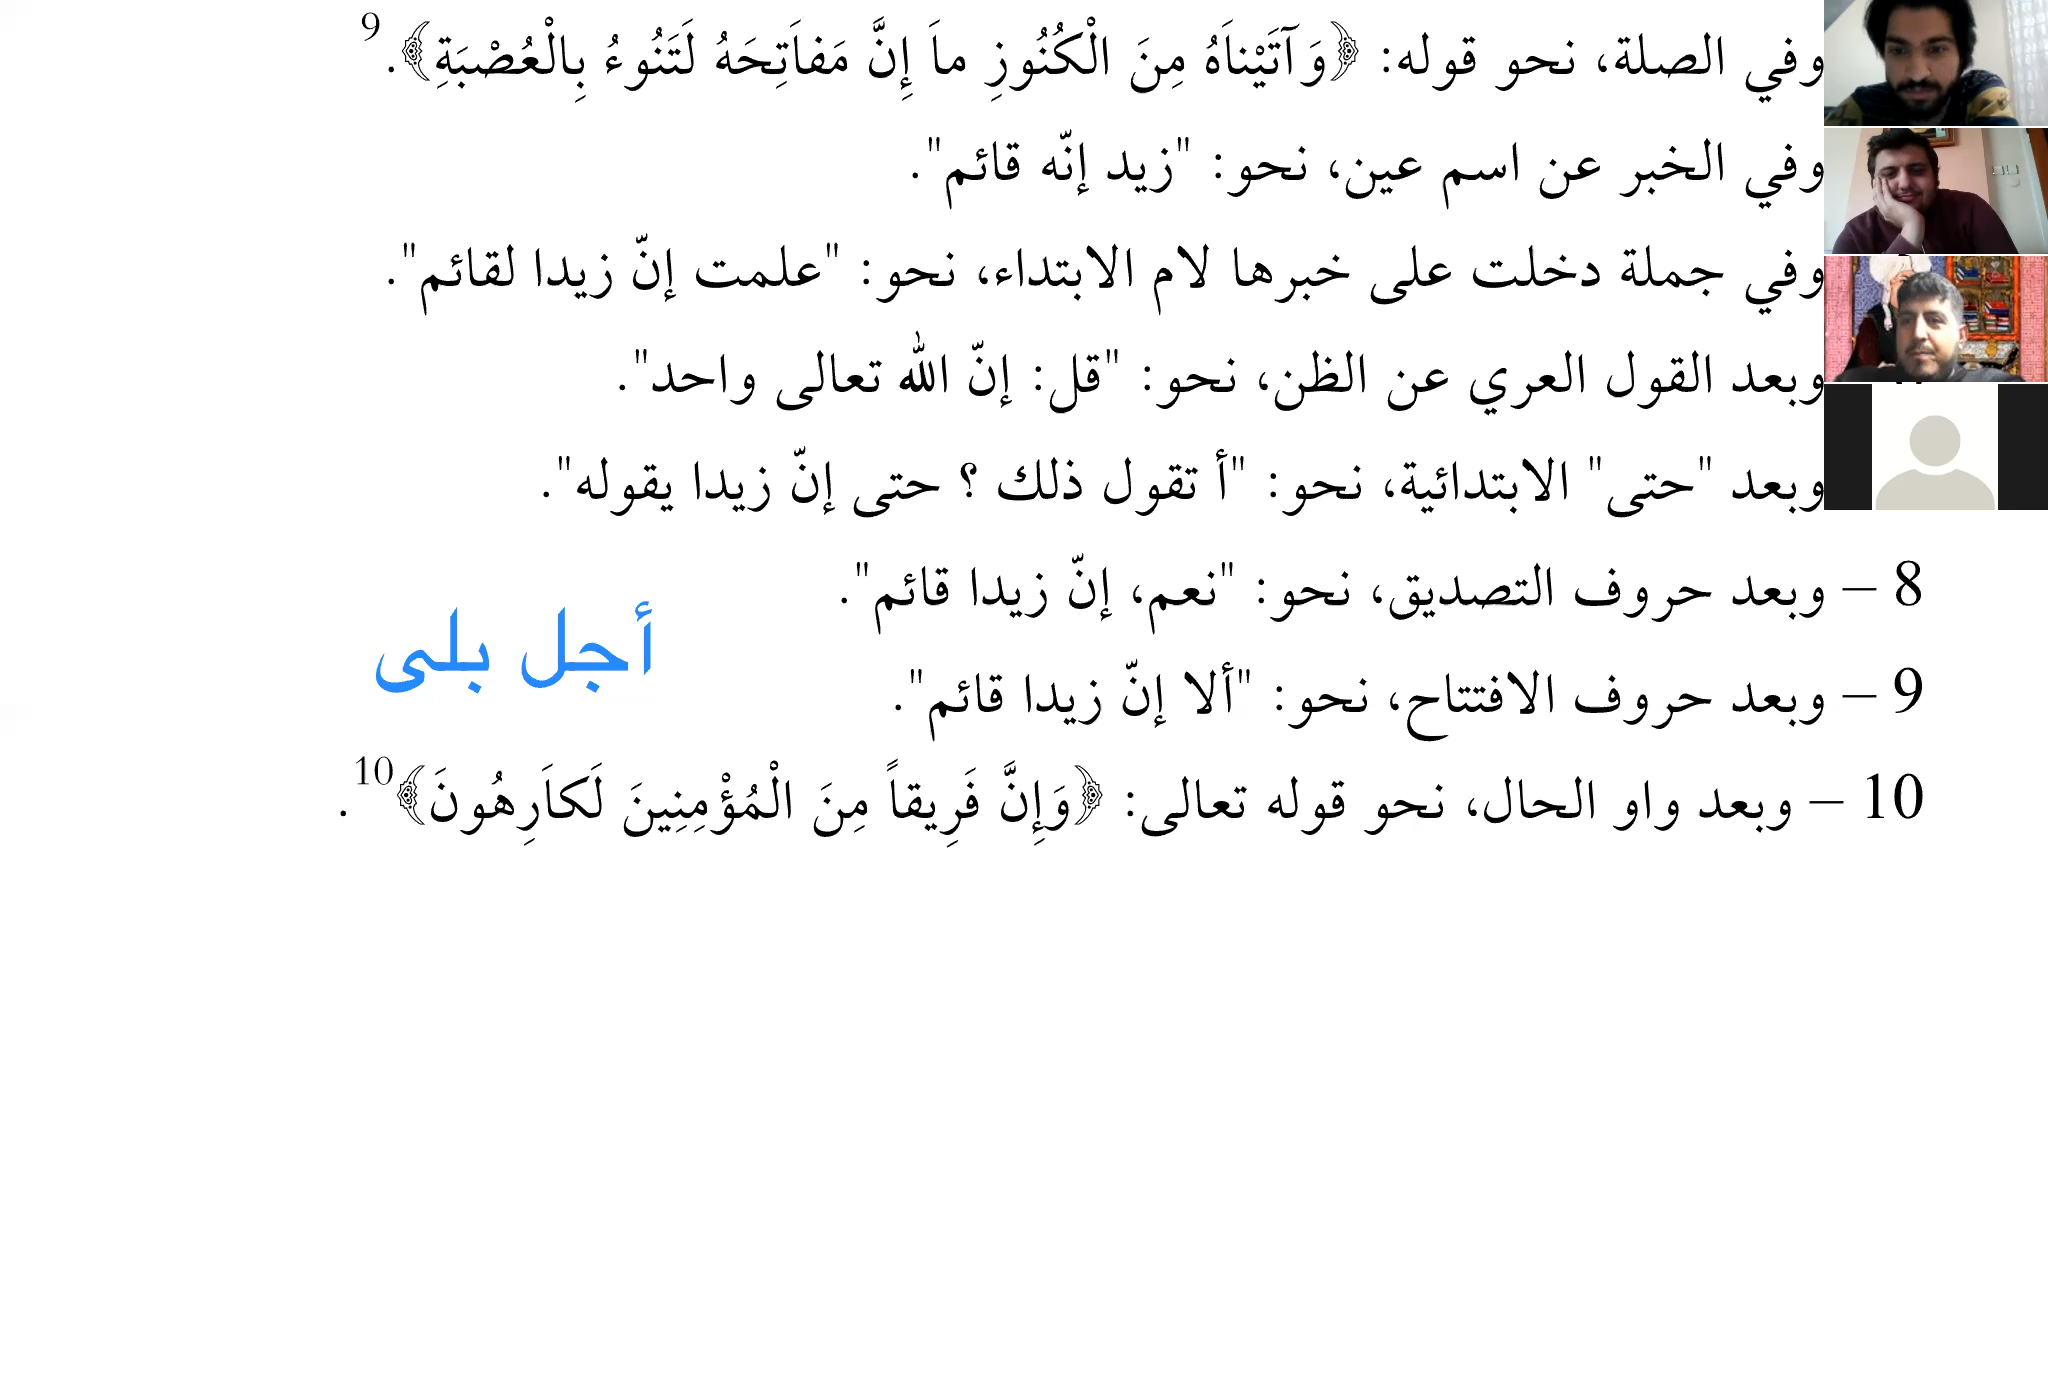 وفي الصلة، نحو قوله: ﴿وَآتَيْناَهُ مِنَ الْكُنُوزِ ماَ إِنَّ مَفاَتِحَهُ لَتَنُوءُ بِالْعُصْبَةِ﴾.9
وفي الخبر عن اسم عين، نحو: "زيد إنّه قائم".
وفي جملة دخلت على خبرها لام الابتداء، نحو: "علمت إنّ زيدا لقائم".
وبعد القول العري عن الظن، نحو: "قل: إنّ الله تعالى واحد".
وبعد "حتى" الابتدائية، نحو: "أ تقول ذلك ؟ حتى إنّ زيدا يقوله".
8 – وبعد حروف التصديق، نحو: "نعم، إنّ زيدا قائم".
أجل بلى
9 – وبعد حروف الافتتاح، نحو: "ألا إنّ زيدا قائم".
10 – وبعد واو الحال، نحو قوله تعالى: ﴿وَإِنَّ فَرِيقاً مِنَ الْمُؤْمِنِينَ لَكاَرِهُونَ﴾10.